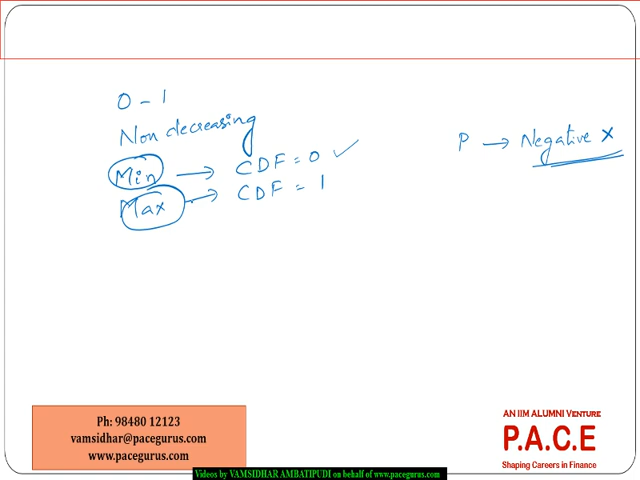 0 - 1
Non decreasing
Min → CDF = 0 ✓
Max → CDF = 1
P → Negative X
Ph: 98480 12123
vamsidhar@pacegurus.com
www.pacegurus.com
AN IIM ALUMNI VENTURE
P.A.C.E
Shaping Careers in Finance
Videos by VAMSIDHAR AMBATIPUDI on behalf of www.pacegurus.com